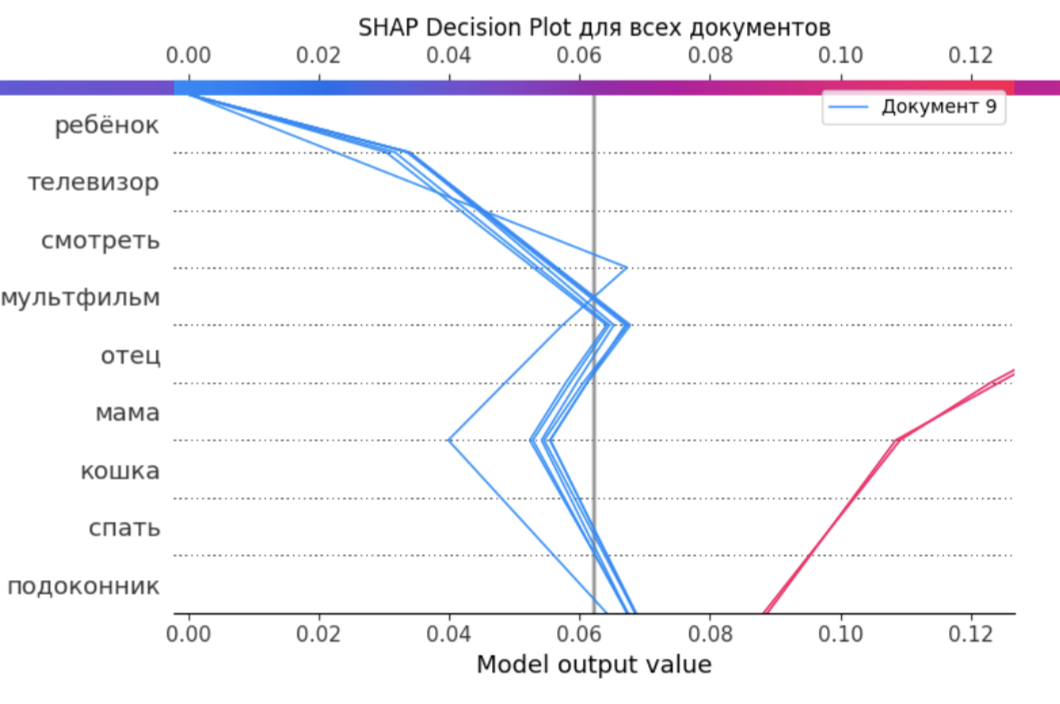 SHAP Decision Plot для всех документов
0.00 0.02 0.04 0.06 0.08 0.10 0.12
Документ 9
ребёнок
телевизор
смотреть
мультфильм
отец
мама
кошка
спать
подоконник
0.00 0.02 0.04 0.06 0.08 0.10 0.12
Model output value